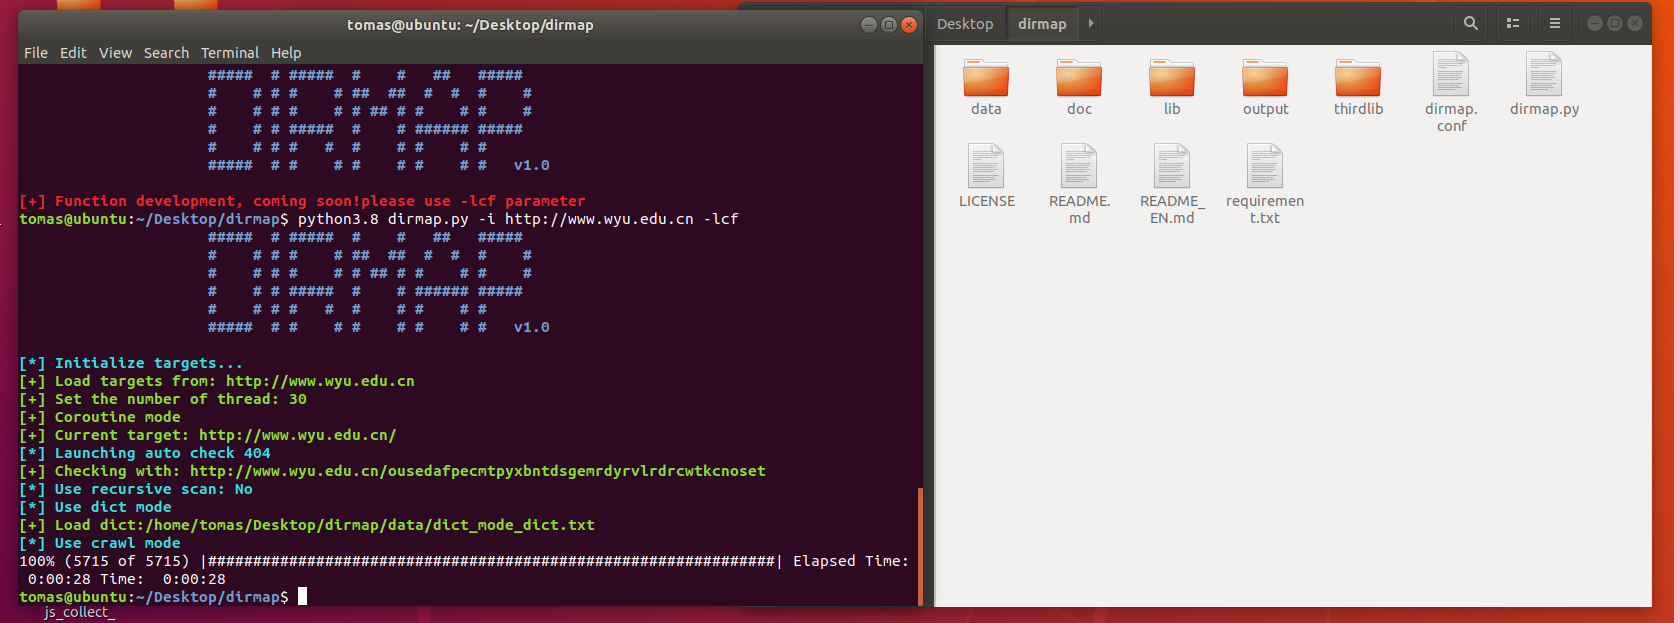 tomas@ubuntu: ~/Desktop/dirmap
File Edit View Search Terminal Help
                     #####  # #####  #    #   ##   #####
                     #    # # #    # ##  ##  #  #  #    #
                     #    # # #    # # ## # #    # #    #
                     #    # # #####  #    # ###### #####
                     #    # # #   #  #    # #    # #
                     #####  # #    # #    # #    # #   v1.0
[+] Function development, coming soon!please use -lcf parameter
tomas@ubuntu:~/Desktop/dirmap$ python3.8 dirmap.py -i http://www.wyu.edu.cn -lcf
                     #####  # #####  #    #   ##   #####
                     #    # # #    # ##  ##  #  #  #    #
                     #    # # #    # # ## # #    # #    #
                     #    # # #####  #    # ###### #####
                     #    # # #   #  #    # #    # #
                     #####  # #    # #    # #    # #   v1.0
[*] Initialize targets...
[+] Load targets from: http://www.wyu.edu.cn
[+] Set the number of thread: 30
[+] Coroutine mode
[+] Current target: http://www.wyu.edu.cn/
[*] Launching auto check 404
[+] Checking with: http://www.wyu.edu.cn/ousedafpecmtpyxbntdsgemrdyrvlrdrcwtkcnoset
[*] Use recursive scan: No
[*] Use dict mode
[+] Load dict:/home/tomas/Desktop/dirmap/data/dict_mode_dict.txt
[*] Use crawl mode
100% (5715 of 5715) |###############################################################| Elapsed Time:
 0:00:28 Time:  0:00:28
tomas@ubuntu:~/Desktop/dirmap$
js_collect_
Desktop dirmap
data doc lib output thirdlib dirmap. dirmap.py
conf
LICENSE README. README_ requiremen
md EN.md t.txt